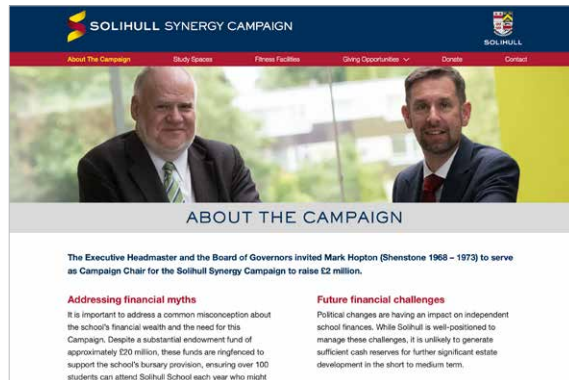 SOLIHULL SYNERGY CAMPAIGN
SOLIHULL
About The Campaign Study Spaces Fitness Facilities Giving Opportunities Donate Contact
ABOUT THE CAMPAIGN
The Executive Headmaster and the Board of Governors invited Mark Hopton (Shenstone 1968 – 1973) to serve
as Campaign Chair for the Solihull Synergy Campaign to raise £2 million.
Addressing financial myths
It is important to address a common misconception about
the school's financial wealth and the need for this
Campaign. Despite a substantial endowment fund of
approximately £20 million, these funds are ringfenced to
support the school's bursary provision, ensuring over 100
students can attend Solihull School each year who might
Future financial challenges
Political changes are having an impact on independent
school finances. While Solihull is well-positioned to
manage these challenges, it is unlikely to generate
sufficient cash reserves for further significant estate
development in the short to medium term.